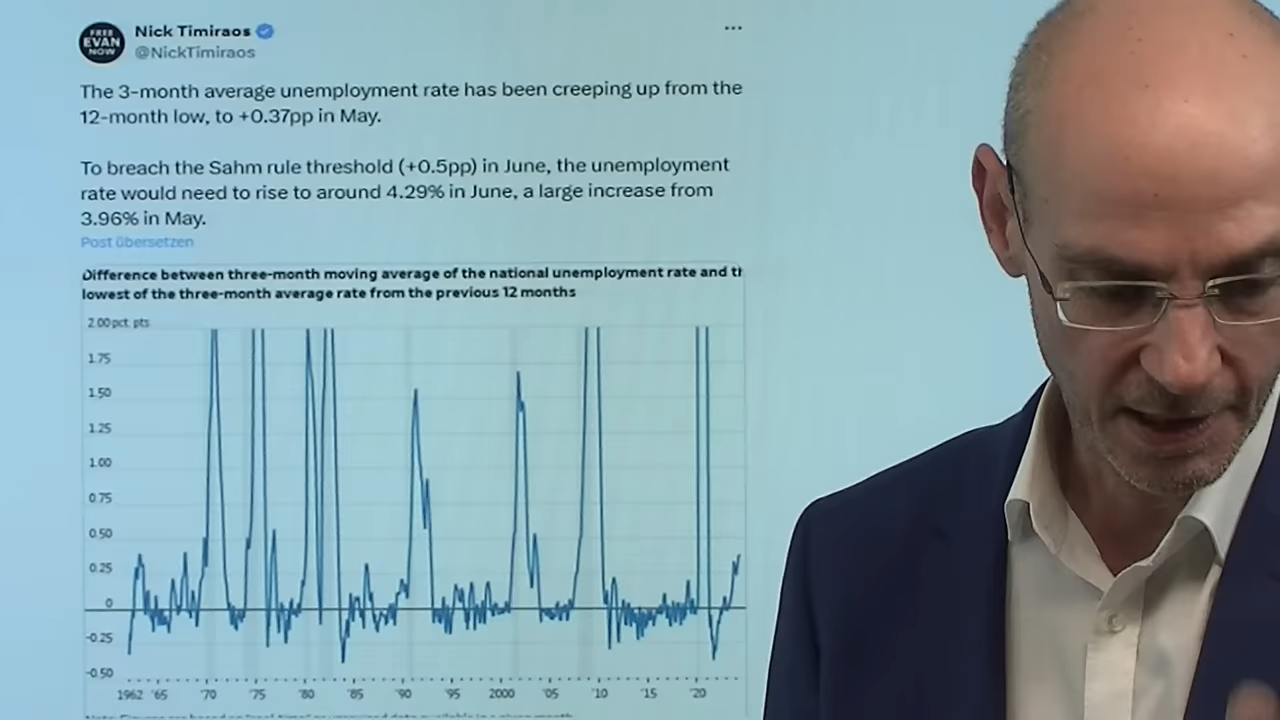 FREE
EVAN
NOW
Nick Timiraos
@NickTimiraos
The 3-month average unemployment rate has been creeping up from the
12-month low, to +0.37pp in May.
To breach the Sahm rule threshold (+0.5pp) in June, the unemployment
rate would need to rise to around 4.29% in June, a large increase from
3.96% in May.
Post übersetzen
Difference between three-month moving average of the national unemployment rate and th
lowest of the three-month average rate from the previous 12 months
2.00 pct. pts
1.75
1.50
1.25
1.00
0.75
0.50
0.25
0
-0.25
-0.50
1962 '65 '70 '75 '80 '85 '90 '95 2000 '05 '10 '15 '20